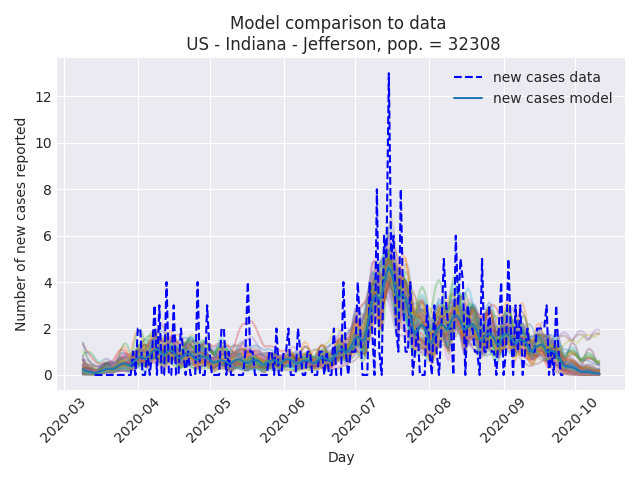 Model comparison to data
US - Indiana - Jefferson, pop. = 32308
new cases data
new cases model
Number of new cases reported
12
10
8
6
4
2
0
2020-03
2020-04
2020-05
2020-06
2020-07
2020-08
2020-09
2020-10
Day